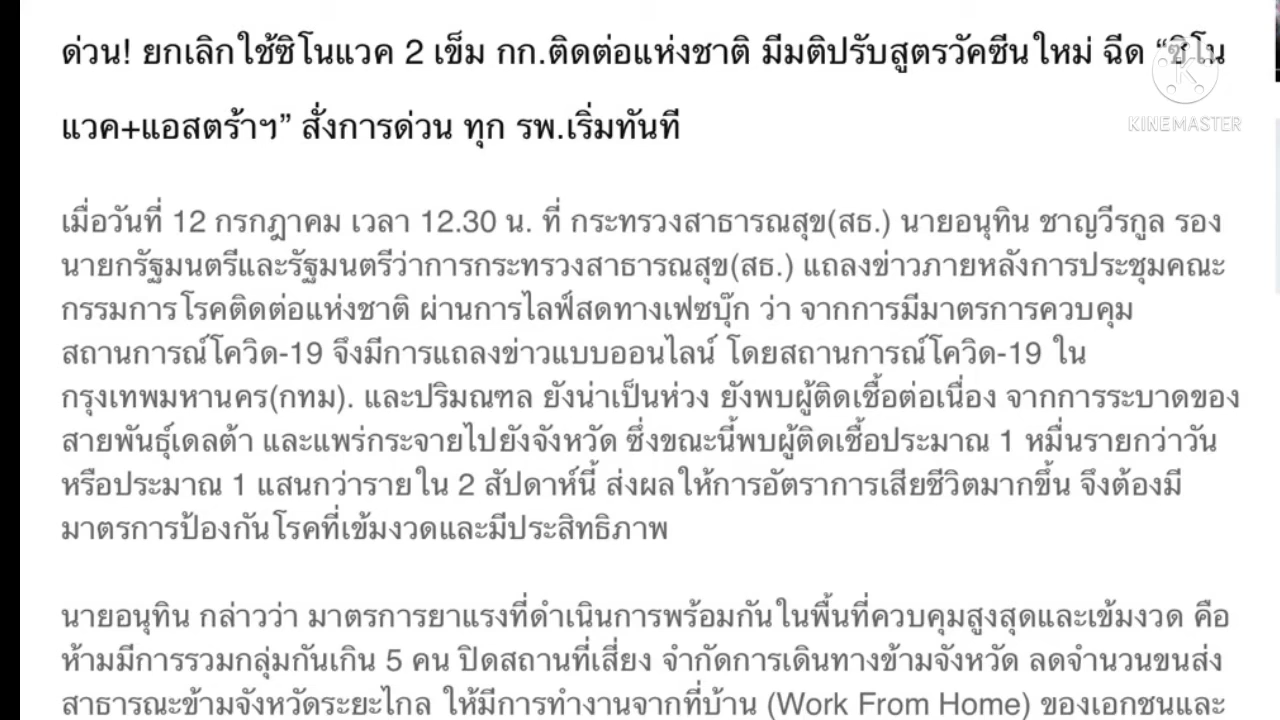 ด่วน! ยกเลิกใช้ซิโนแวค 2 เข็ม กก.ติดต่อแห่งชาติ มีมติปรับสูตรวัคซีนใหม่ ฉีด “ซิโน
แวค+แอสตร้าฯ” สั่งการด่วน ทุก รพ.เริ่มทันที
KINEMASTER
เมื่อวันที่ 12 กรกฎาคม เวลา 12.30 น. ที่ กระทรวงสาธารณสุข(สธ.) นายอนุทิน ชาญวีรกูล รอง
นายกรัฐมนตรีและรัฐมนตรีว่าการกระทรวงสาธารณสุข(สธ.) แถลงข่าวภายหลังการประชุมคณะ
กรรมการโรคติดต่อแห่งชาติ ผ่านการไลฟ์สดทางเฟซบุ๊ก ว่า จากการมีมาตรการควบคุม
สถานการณ์โควิด-19 จึงมีการแถลงข่าวแบบออนไลน์ โดยสถานการณ์โควิด-19 ใน
กรุงเทพมหานคร(กทม). และปริมณฑล ยังน่าเป็นห่วง ยังพบผู้ติดเชื้อต่อเนื่อง จากการระบาดของ
สายพันธุ์เดลต้า และแพร่กระจายไปยังจังหวัด ซึ่งขณะนี้พบผู้ติดเชื้อประมาณ 1 หมื่นรายกว่าวัน
หรือประมาณ 1 แสนกว่ารายใน 2 สัปดาห์นี้ ส่งผลให้การอัตราการเสียชีวิตมากขึ้น จึงต้องมี
มาตรการป้องกันโรคที่เข้มงวดและมีประสิทธิภาพ
นายอนุทิน กล่าวว่า มาตรการยาแรงที่ดำเนินการพร้อมกันในพื้นที่ควบคุมสูงสุดและเข้มงวด คือ
ห้ามมีการรวมกลุ่มกันเกิน 5 คน ปิดสถานที่เสี่ยง จำกัดการเดินทางข้ามจังหวัด ลดจำนวนขนส่ง
สาธารณะข้ามจังหวัดระยะไกล ให้มีการทำงานจากที่บ้าน (Work From Home) ของเอกชนและ